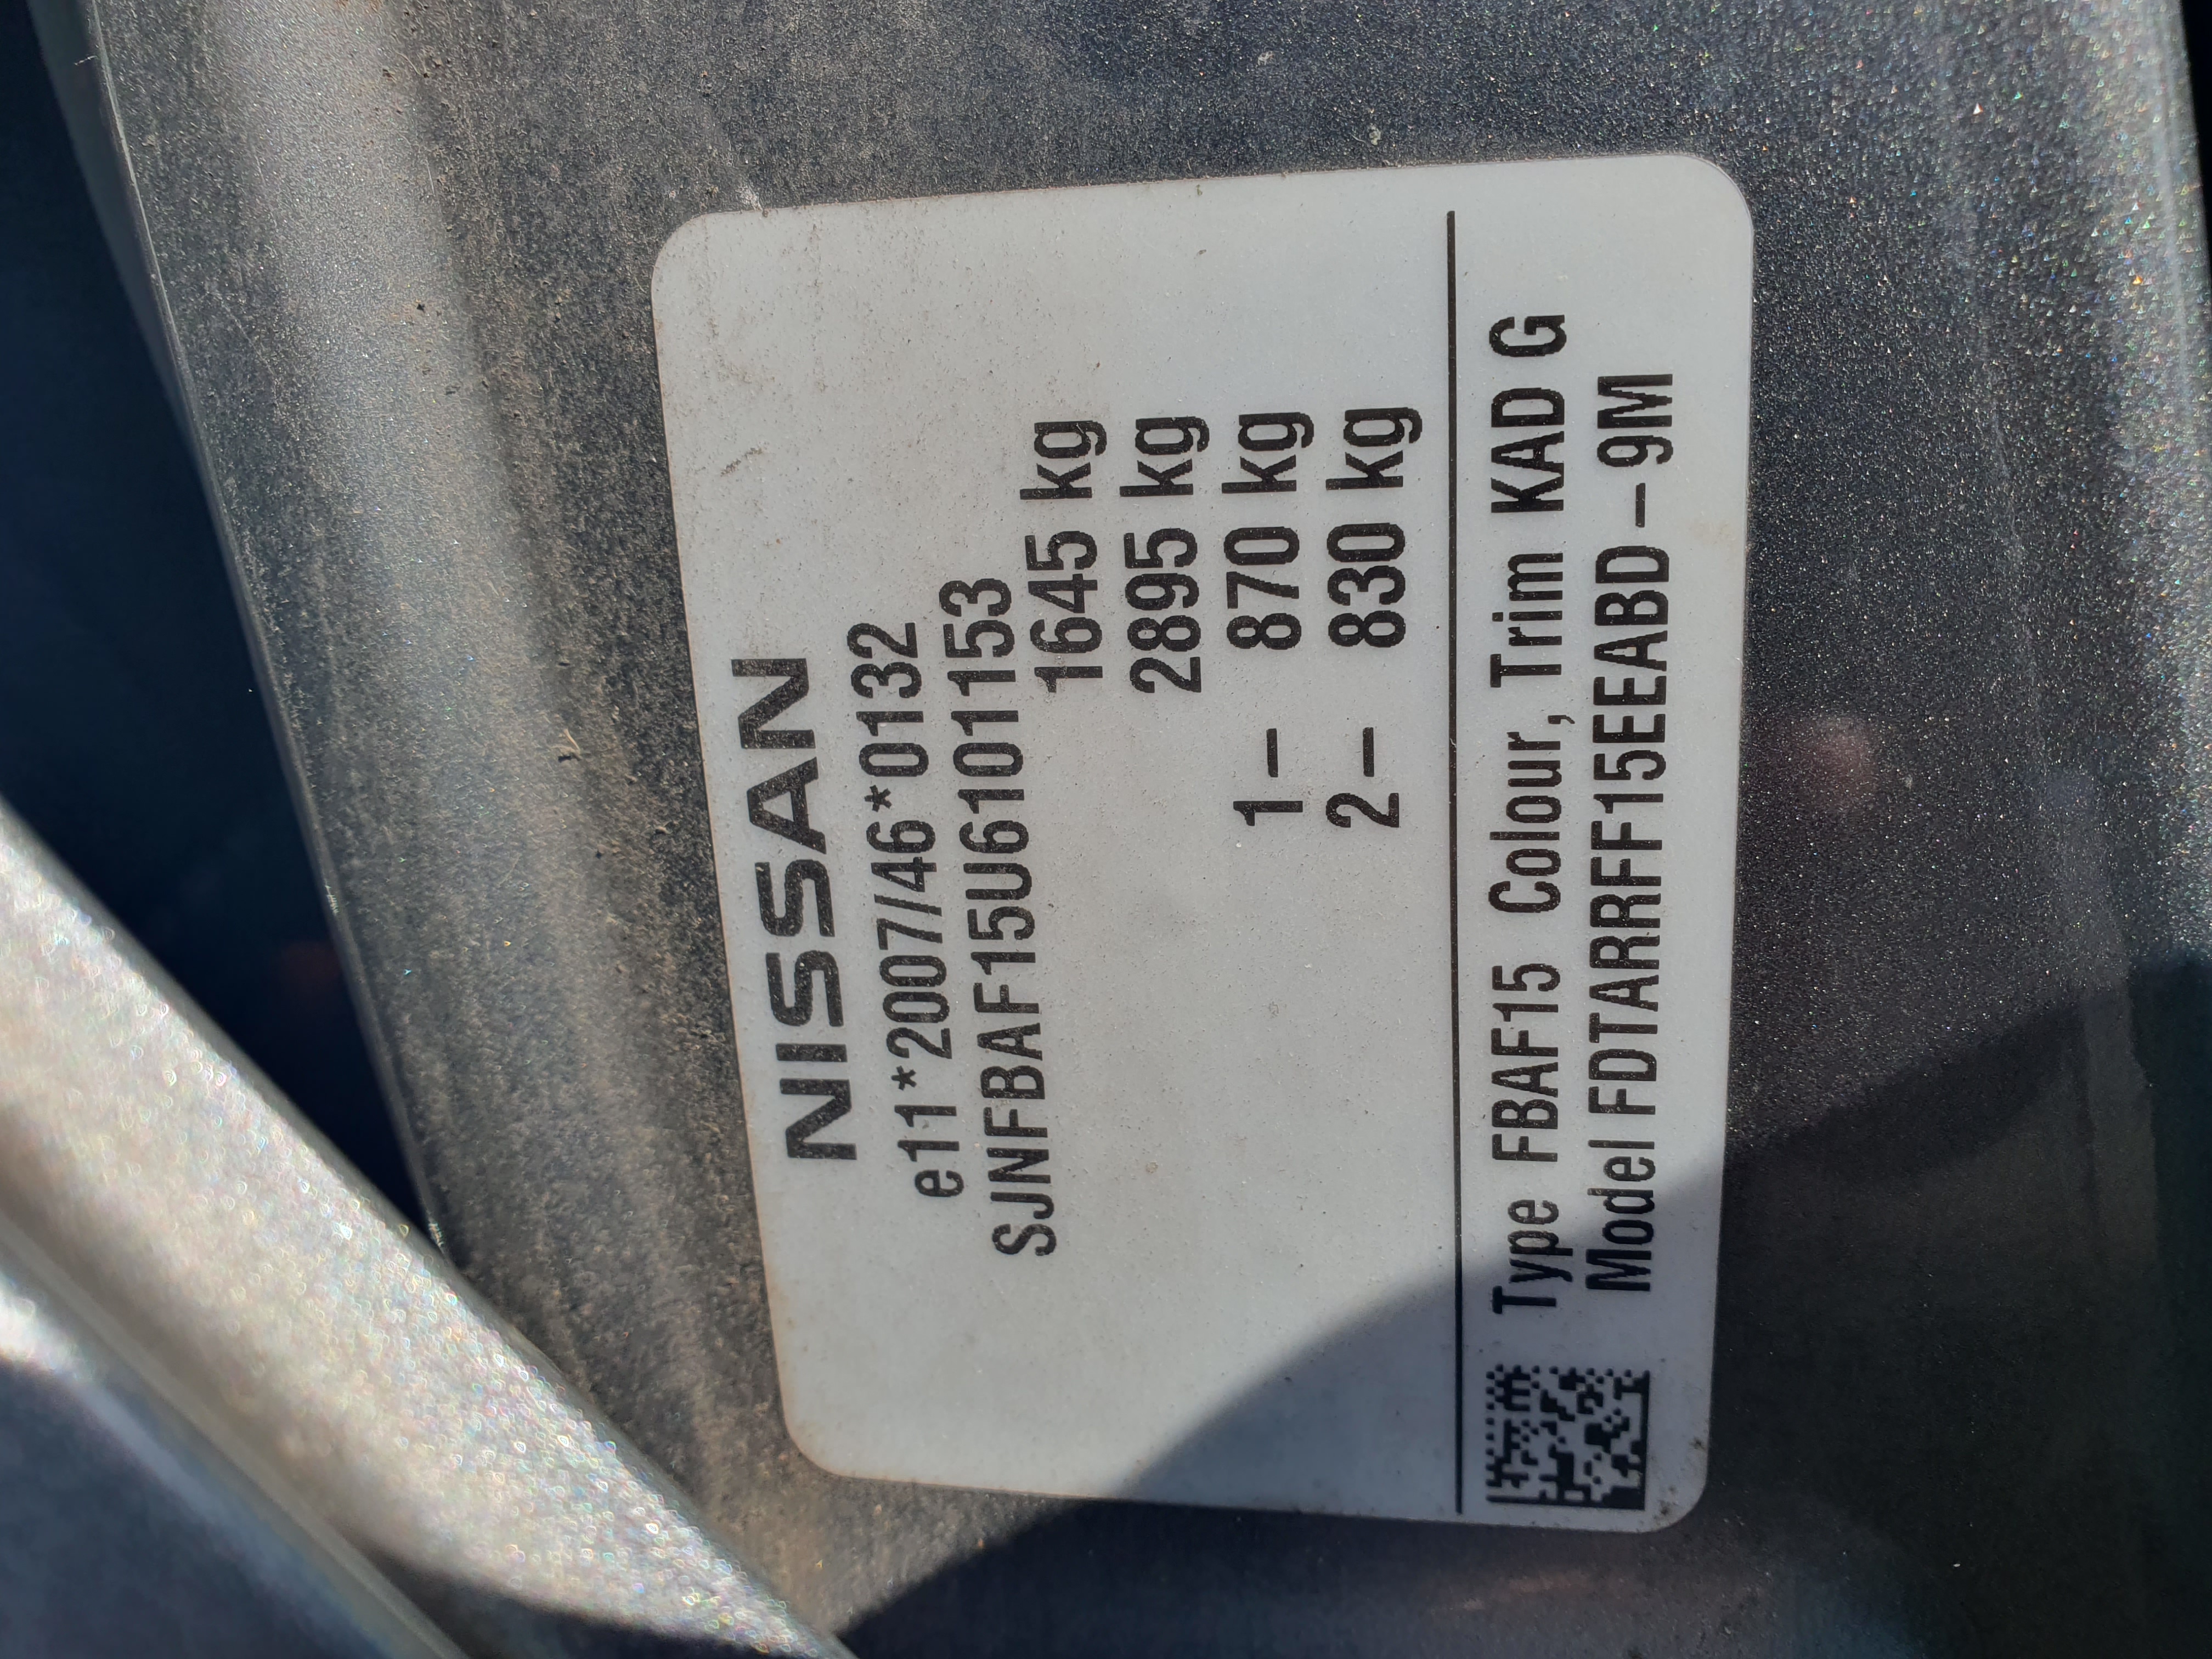 NISSAN
e11*2007/46*0132
SJNFBAF15U6101153
1645 kg
2895 kg
1- 870 kg
2- 830 kg
Type FBAF15 Colour, Trim KAD G
Model FDTARRFF15EEABD-9M